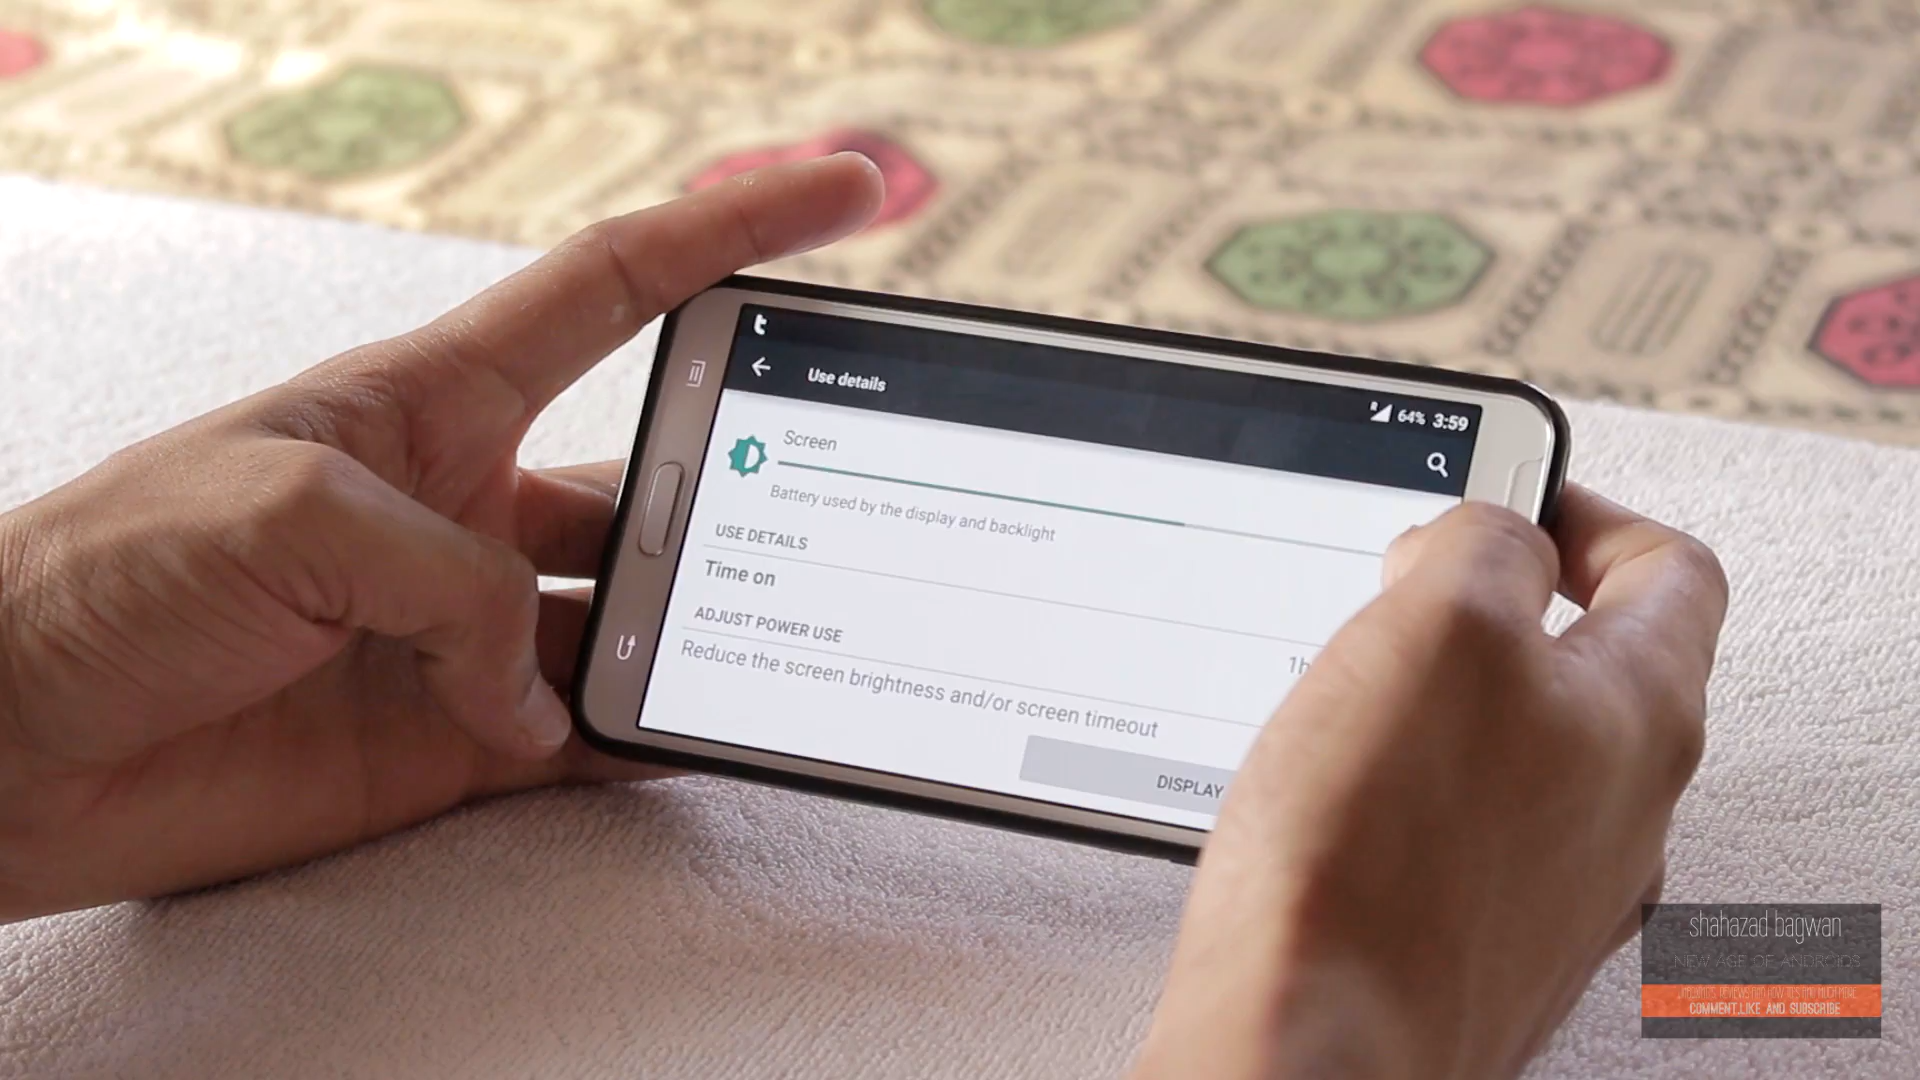 t
Use details
64% 3:59
Screen
Battery used by the display and backlight
USE DETAILS
Time on
1h
ADJUST POWER USE
Reduce the screen brightness and/or screen timeout
DISPLAY
shahazad bagwan
NEW AGE OF ANDROIDS
COMMENT,LIKE AND SUBSCRIBE